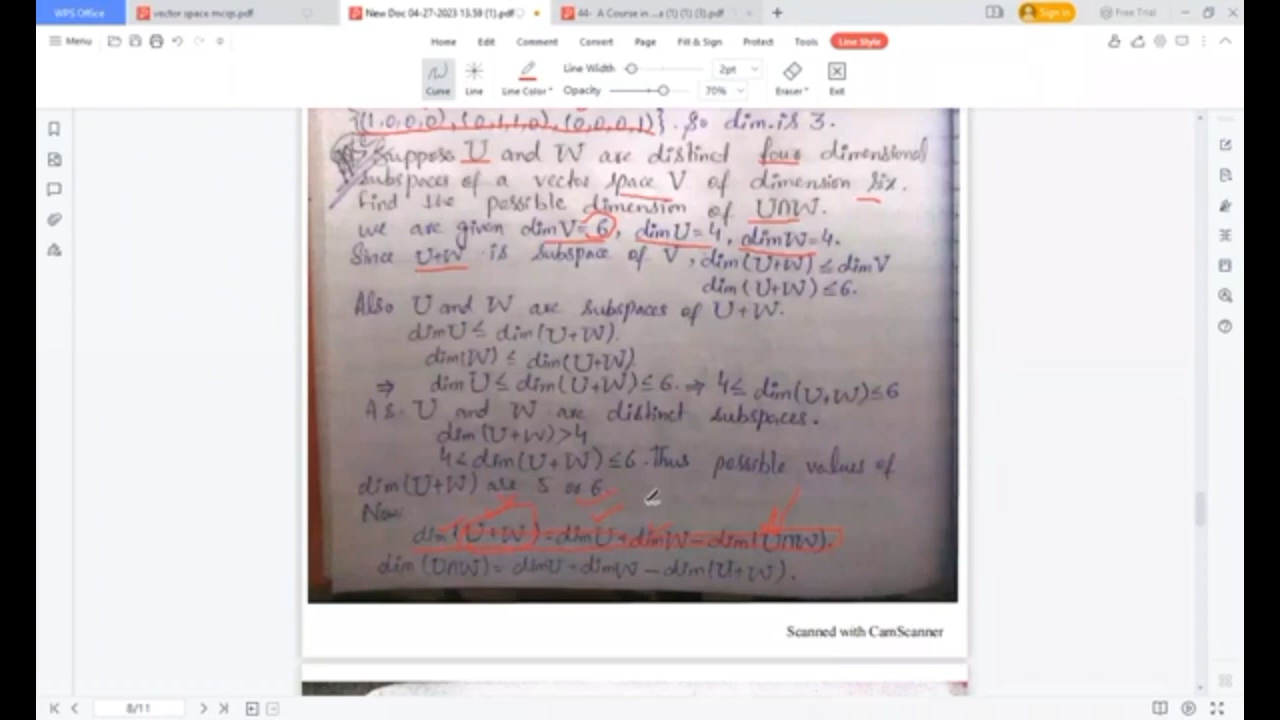 WPS Office
vector space mcqs.pdf
New Doc 04-27-2023 13.59 (1).pdf
44- A Course in ...a (1) (1) (3).pdf
+
Sign in
Free Trial
Menu
Home Edit Comment Convert Page Fill & Sign Protect Tools Line Style
Curve Line Line Color Line Width 2pt Eraser Exit
Opacity 70%
{(1,0,0,0), (0,1,1,0), (0,0,0,1)}. So dim. is 3.
Suppose U and W are distinct four dimensional
subspaces of a vector space V of dimension six.
Find the possible dimension of U∩W.
we are given dim V = 6, dim U = 4, dim W = 4.
Since U+W is subspace of V, dim(U+W) ≤ dim V
dim(U+W) ≤ 6.
Also U and W are subspaces of U+W.
dim U ≤ dim(U+W).
dim(W) ≤ dim(U+W)
⇒ dim U ≤ dim(U+W) ≤ 6. ⇒ 4 ≤ dim(U+W) ≤ 6
As U and W are distinct subspaces.
dim(U+W) > 4
4 < dim(U+W) ≤ 6. Thus possible values of
dim(U+W) are 5 or 6.
Now
dim(U+W) = dim U + dim W - dim(U∩W).
dim(U∩W) = dim U + dim W - dim(U+W).
Scanned with CamScanner
8/11